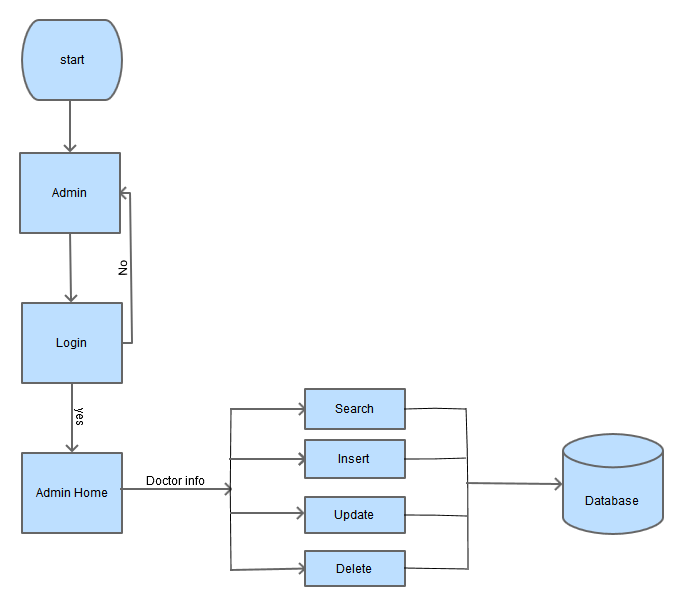 start
Admin
No
Login
yes
Admin Home
Doctor info
Search
Insert
Update
Delete
Database